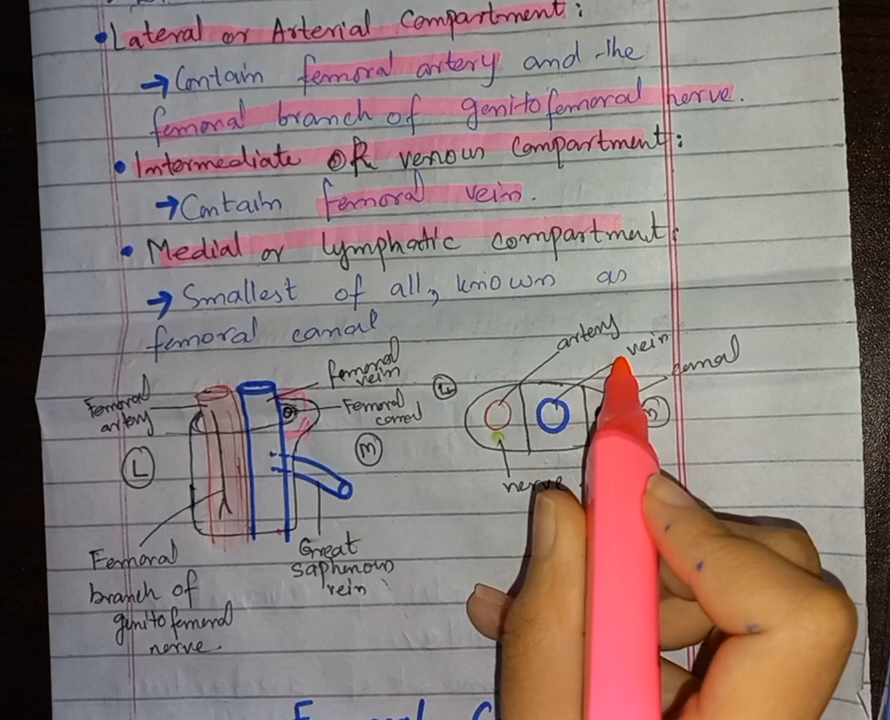 • Lateral or Arterial Compartment :
→ Contain femoral artery and the
femoral branch of genitofemoral nerve.
• Intermediate OR venous compartment :
→ Contain femoral vein.
• Medial or lymphatic compartment :
→ Smallest of all, known as
femoral canal
Femoral
artery
femoral
vein
Femoral
canal
L
M
Femoral
branch of
genitofemoral
nerve.
Great
saphenous
vein
L
artery
vein
canal
nerve